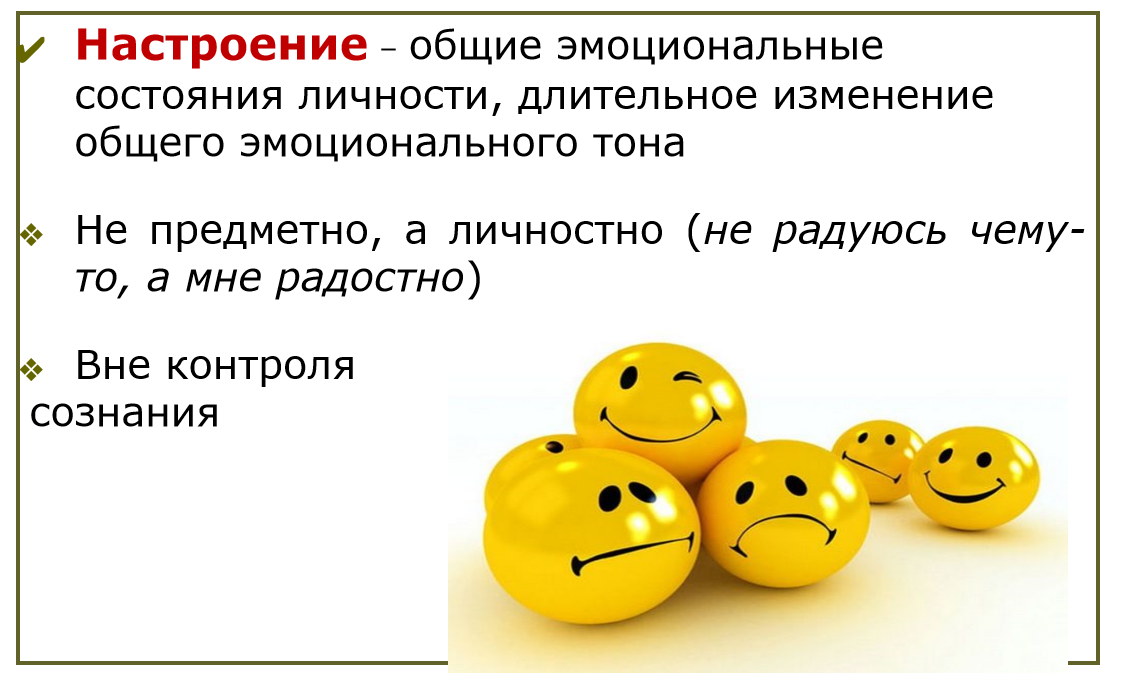 Настроение – общие эмоциональные
состояния личности, длительное изменение
общего эмоционального тона
Не предметно, а личностно (не радуюсь чему-
то, а мне радостно)
Вне контроля
сознания